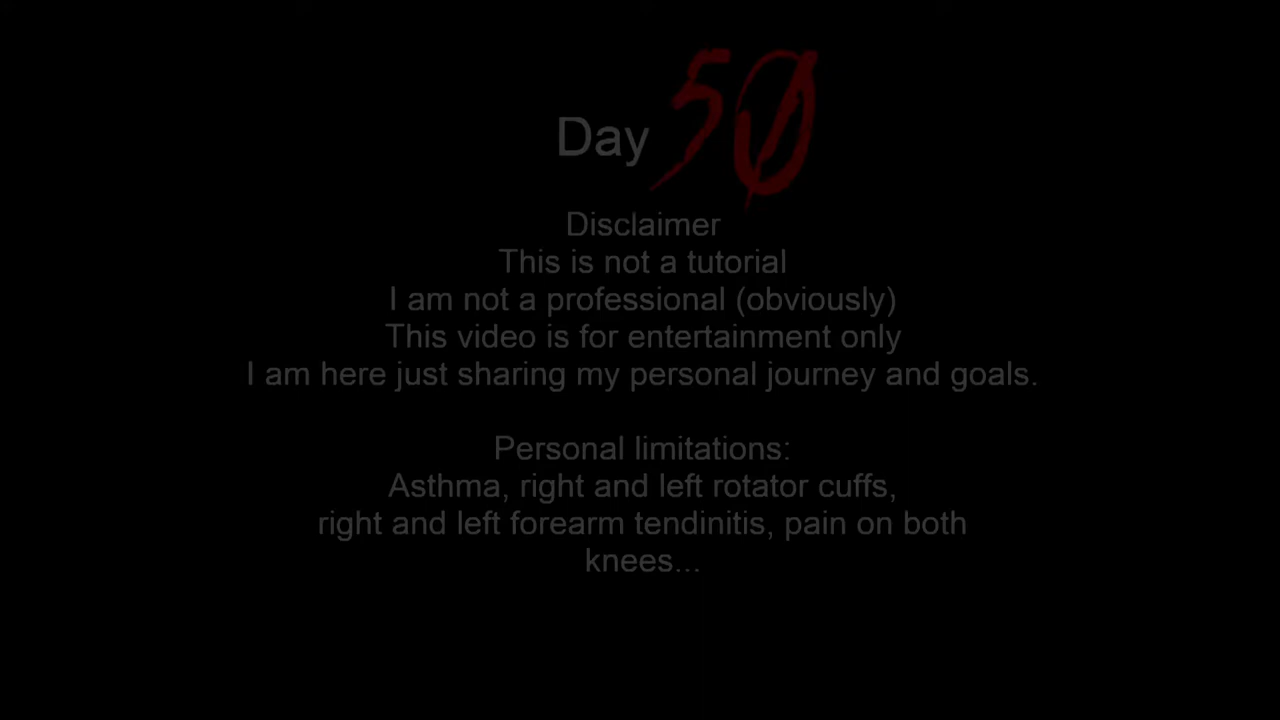 Day 50
Disclaimer
This is not a tutorial
I am not a professional (obviously)
This video is for entertainment only
I am here just sharing my personal journey and goals.
Personal limitations:
Asthma, right and left rotator cuffs,
right and left forearm tendinitis, pain on both
knees...